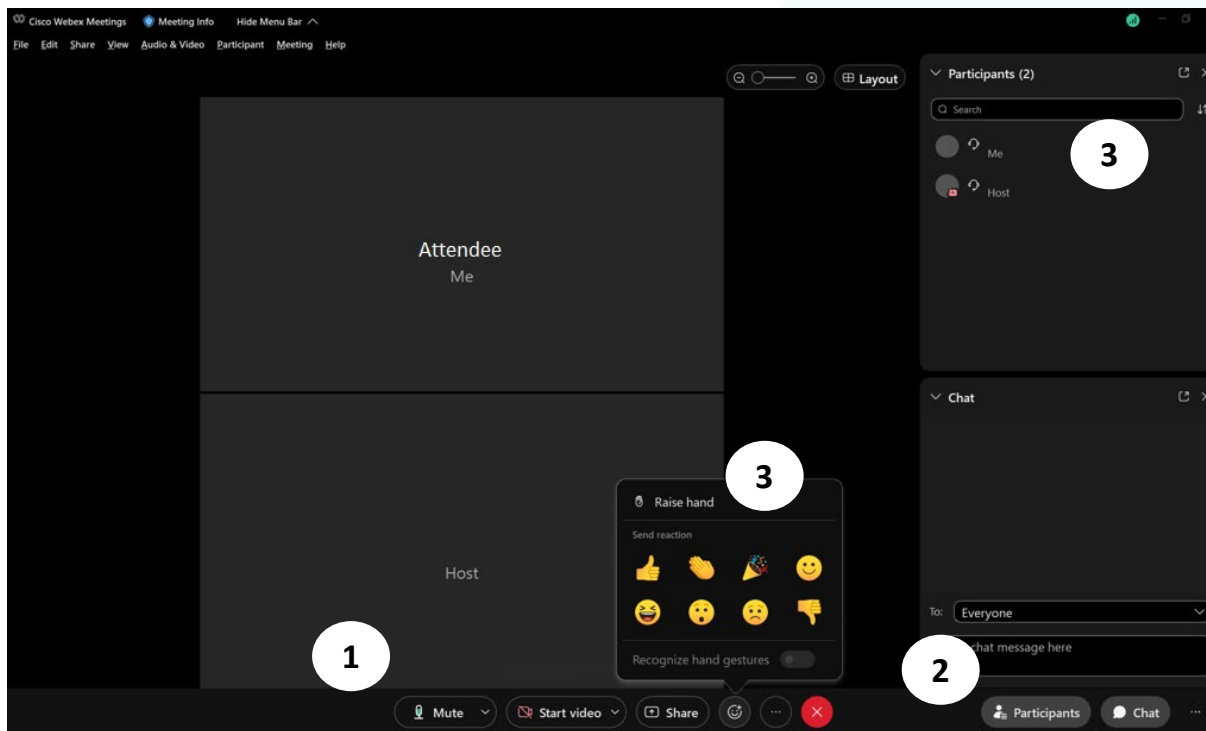 Cisco Webex Meetings Meeting Info Hide Menu Bar
File Edit Share View Audio & Video Participant Meeting Help
Layout
Participants (2)
Search
Me
3
Host
Attendee
Me
Chat
3
Raise hand
Send reaction
Host
Recognize hand gestures
To: Everyone
chat message here
1
2
Mute Start video Share
Participants Chat